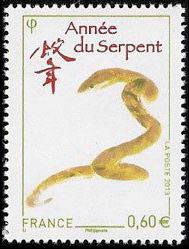 Année
du Serpent
LA POSTE 2013
FRANCE
0,60 €